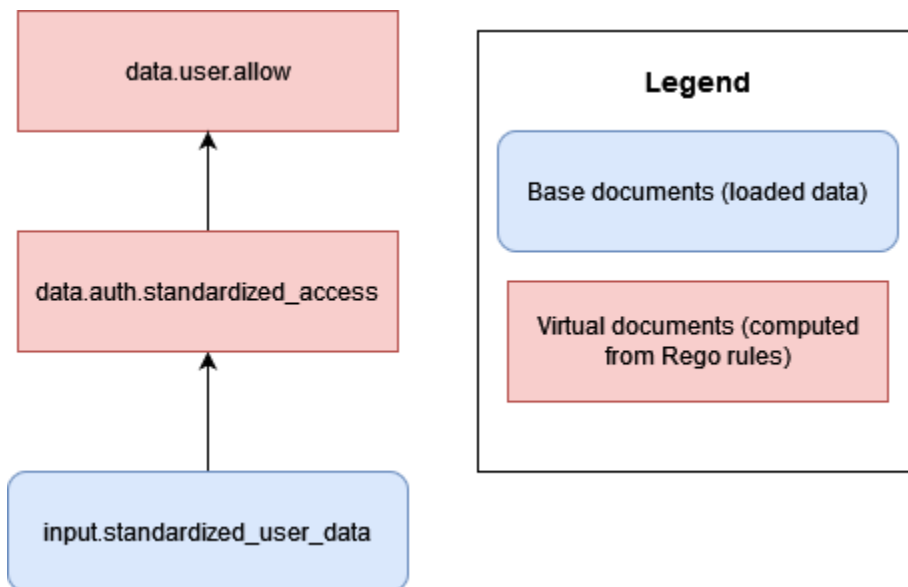 data.user.allow
data.auth.standardized_access
input.standardized_user_data
Legend
Base documents (loaded data)
Virtual documents (computed
from Rego rules)